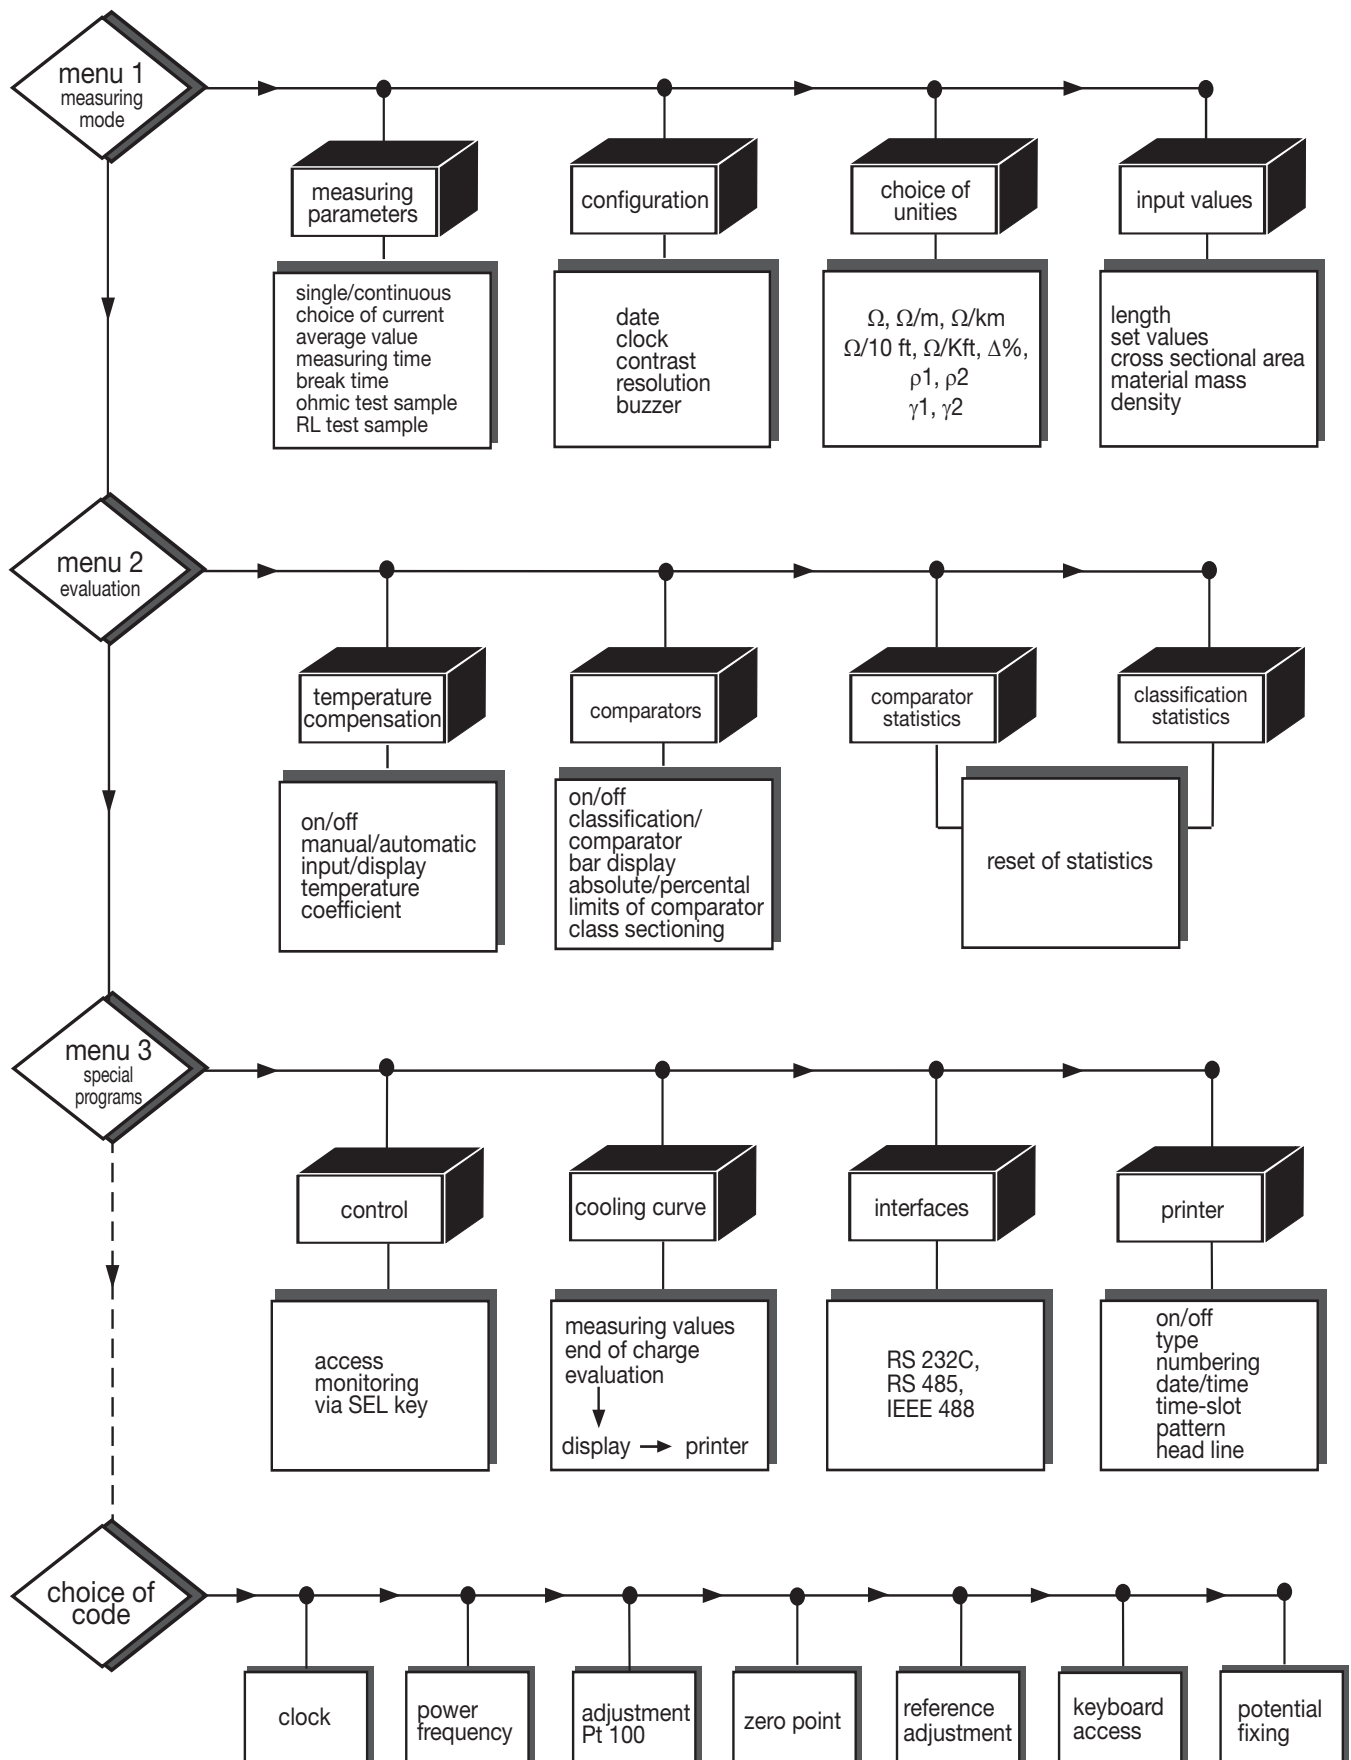 menu 1
measuring
mode
measuring
parameters
configuration
choice of
unities
input values
single/continuous
choice of current
average value
measuring time
break time
ohmic test sample
RL test sample
date
clock
contrast
resolution
buzzer
Ω, Ω/m, Ω/km
Ω/10 ft, Ω/Kft, Δ%,
ρ1, ρ2
γ1, γ2
length
set values
cross sectional area
material mass
density
menu 2
evaluation
temperature
compensation
comparators
comparator
statistics
classification
statistics
on/off
manual/automatic
input/display
temperature
coefficient
on/off
classification/
comparator
bar display
absolute/percental
limits of comparator
class sectioning
reset of statistics
menu 3
special
programs
control
cooling curve
interfaces
printer
access
monitoring
via SEL key
measuring values
end of charge
evaluation
display
printer
RS 232C,
RS 485,
IEEE 488
on/off
type
numbering
date/time
time-slot
pattern
head line
choice of
code
clock
power
frequency
adjustment
Pt 100
zero point
reference
adjustment
keyboard
access
potential
fixing